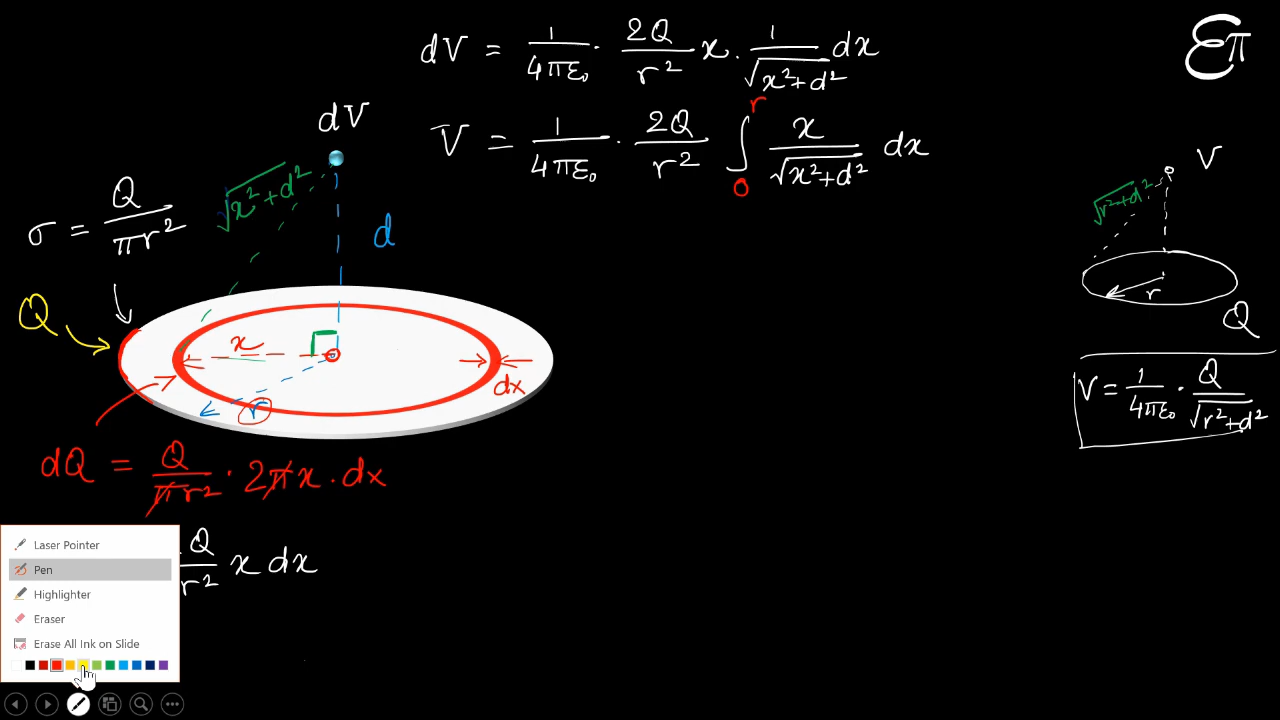 dV = 1/4πε₀ · 2Q/r² x · 1/√x²+d² dx
επ
V = 1/4πε₀ · 2Q/r² ∫₀ʳ x/√x²+d² dx
dV
√x²+d²
d
σ = Q/πr²
Q
x
r
dx
dQ = Q/πr² · 2πx · dx
Q/r² x dx
V
√r²+d²
r
Q
V = 1/4πε₀ · Q/√r²+d²
Laser Pointer
Pen
Highlighter
Eraser
Erase All Ink on Slide